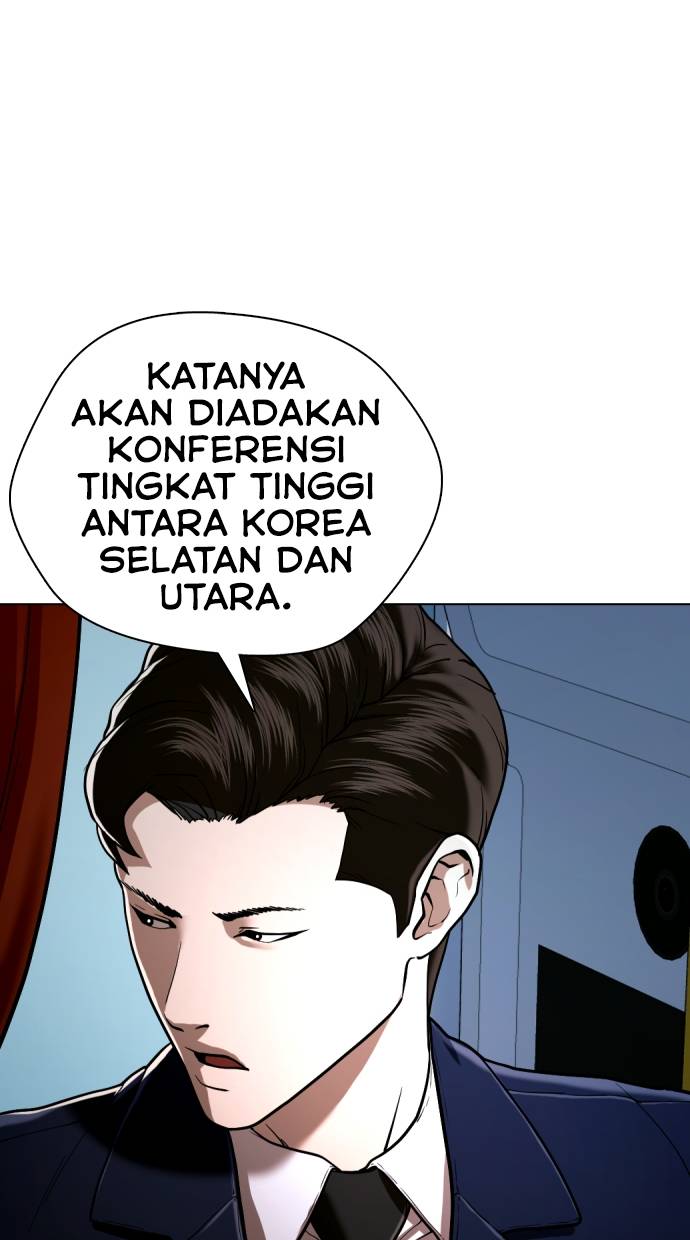 KATANYA
AKAN DIADAKAN
KONFERENSI
TINGKAT TINGGI
ANTARA KOREA
SELATAN DAN
UTARA.